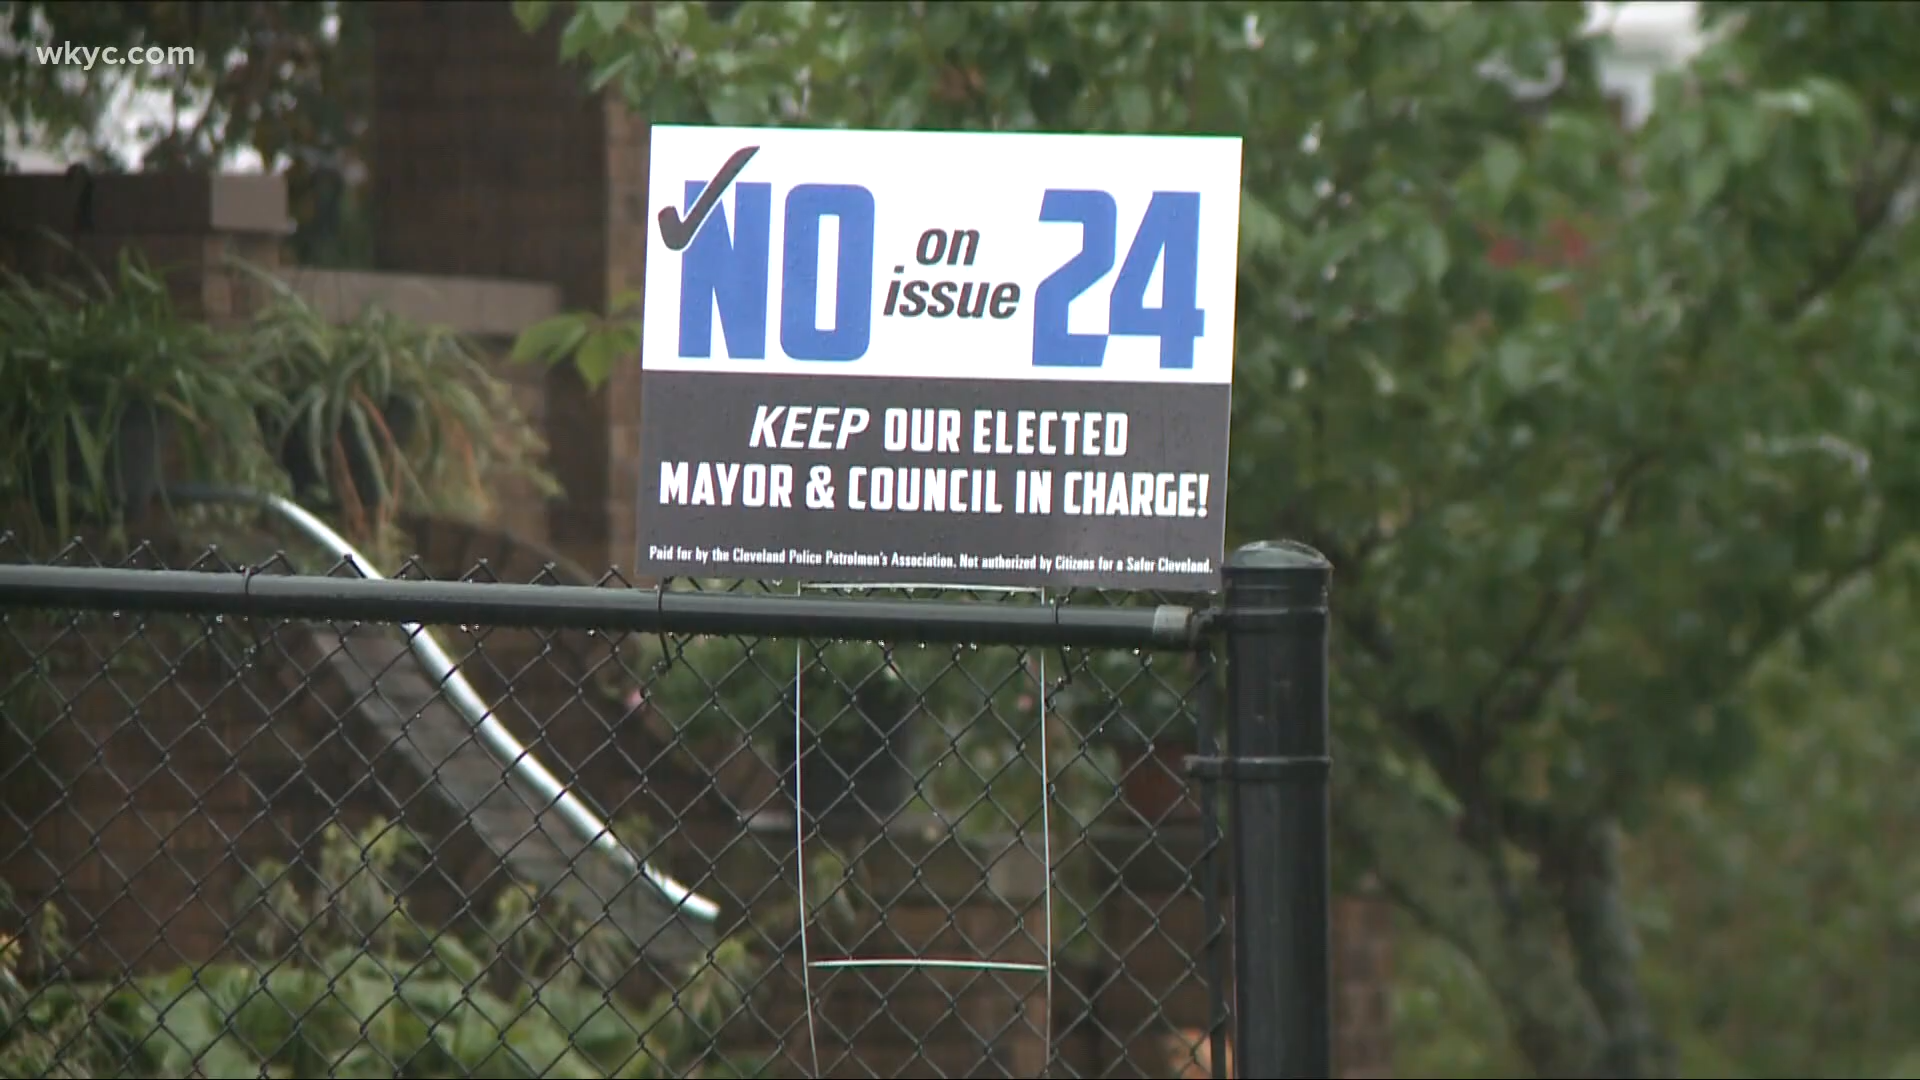 wkyc.com
NO on issue 24
KEEP OUR ELECTED
MAYOR & COUNCIL IN CHARGE!
Paid for by the Cleveland Police Patrolmen's Association. Not authorized by Citizens for a Safer Cleveland.